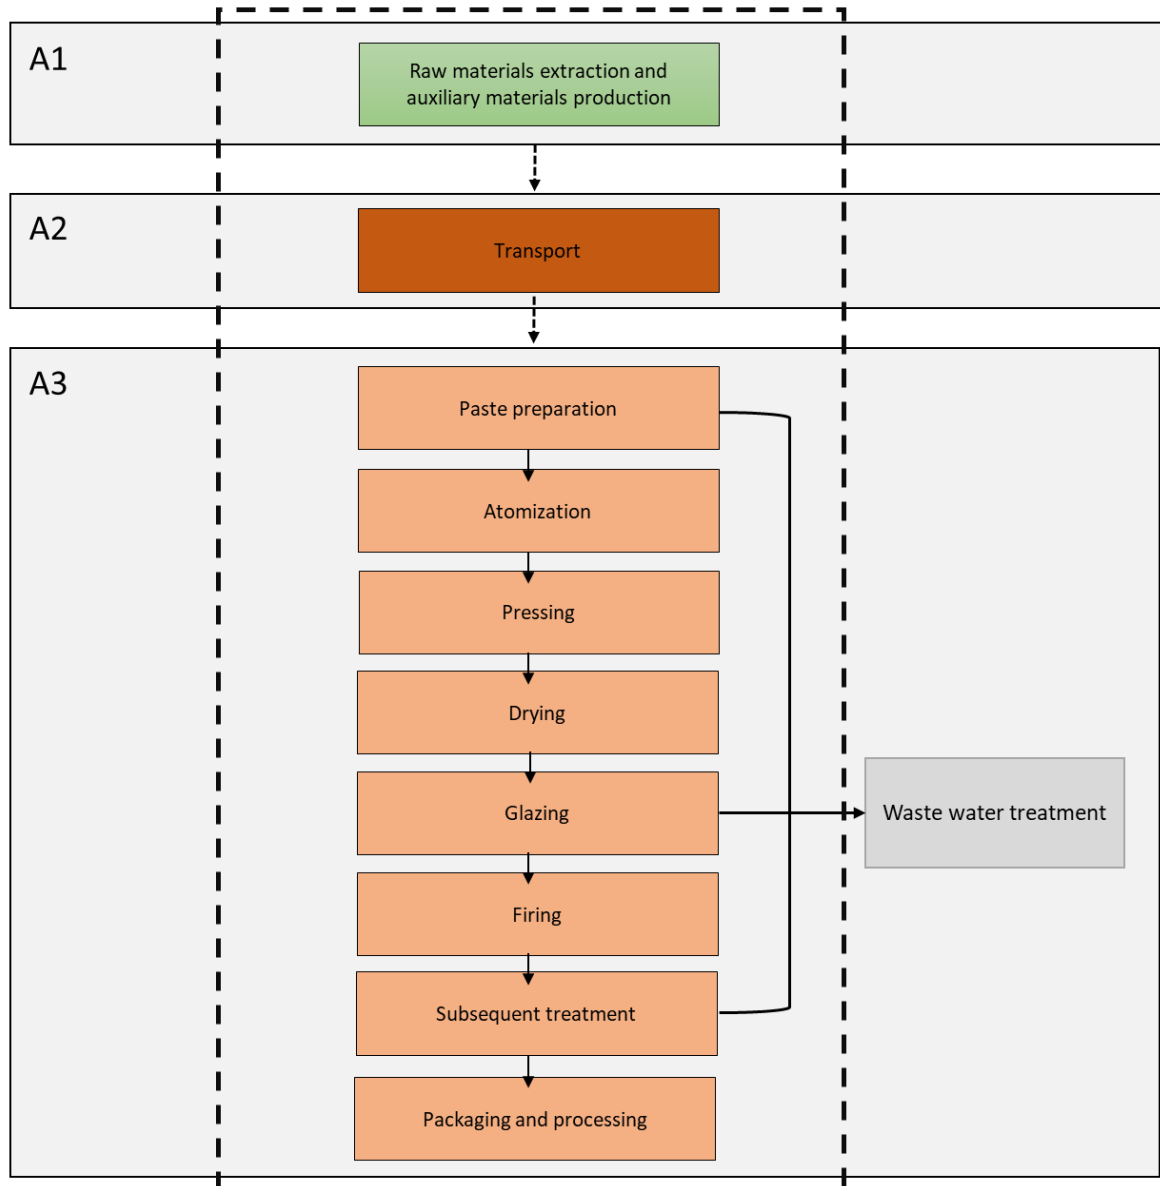 A1
Raw materials extraction and
auxiliary materials production
A2
Transport
A3
Paste preparation
Atomization
Pressing
Drying
Glazing
Waste water treatment
Firing
Subsequent treatment
Packaging and processing